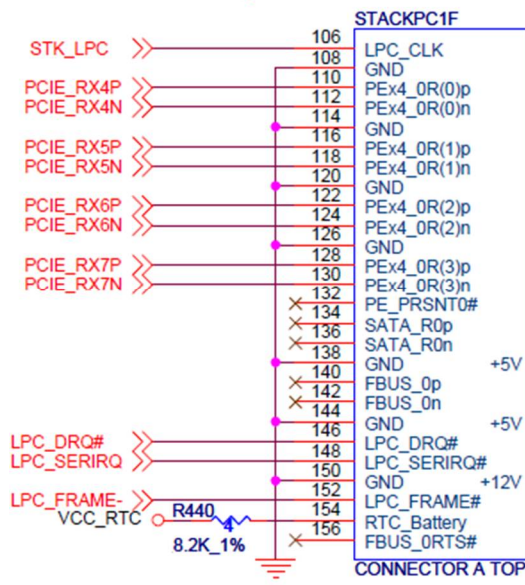 STACKPC1F
STK_LPC 106 LPC_CLK
108 GND
PCIE_RX4P 110 PEx4_0R(0)p
PCIE_RX4N 112 PEx4_0R(0)n
114 GND
PCIE_RX5P 116 PEx4_0R(1)p
PCIE_RX5N 118 PEx4_0R(1)n
120 GND
PCIE_RX6P 122 PEx4_0R(2)p
PCIE_RX6N 124 PEx4_0R(2)n
126 GND
PCIE_RX7P 128 PEx4_0R(3)p
PCIE_RX7N 130 PEx4_0R(3)n
132 PE_PRSNT0#
134 SATA_R0p
136 SATA_R0n
138 GND +5V
140 FBUS_0p
142 FBUS_0n
144 GND +5V
LPC_DRQ# 146 LPC_DRQ#
LPC_SERIRQ 148 LPC_SERIRQ#
150 GND +12V
LPC_FRAME- 152 LPC_FRAME#
VCC_RTC R440 4 154 RTC_Battery
8.2K_1% 156 FBUS_0RTS#
CONNECTOR A TOP